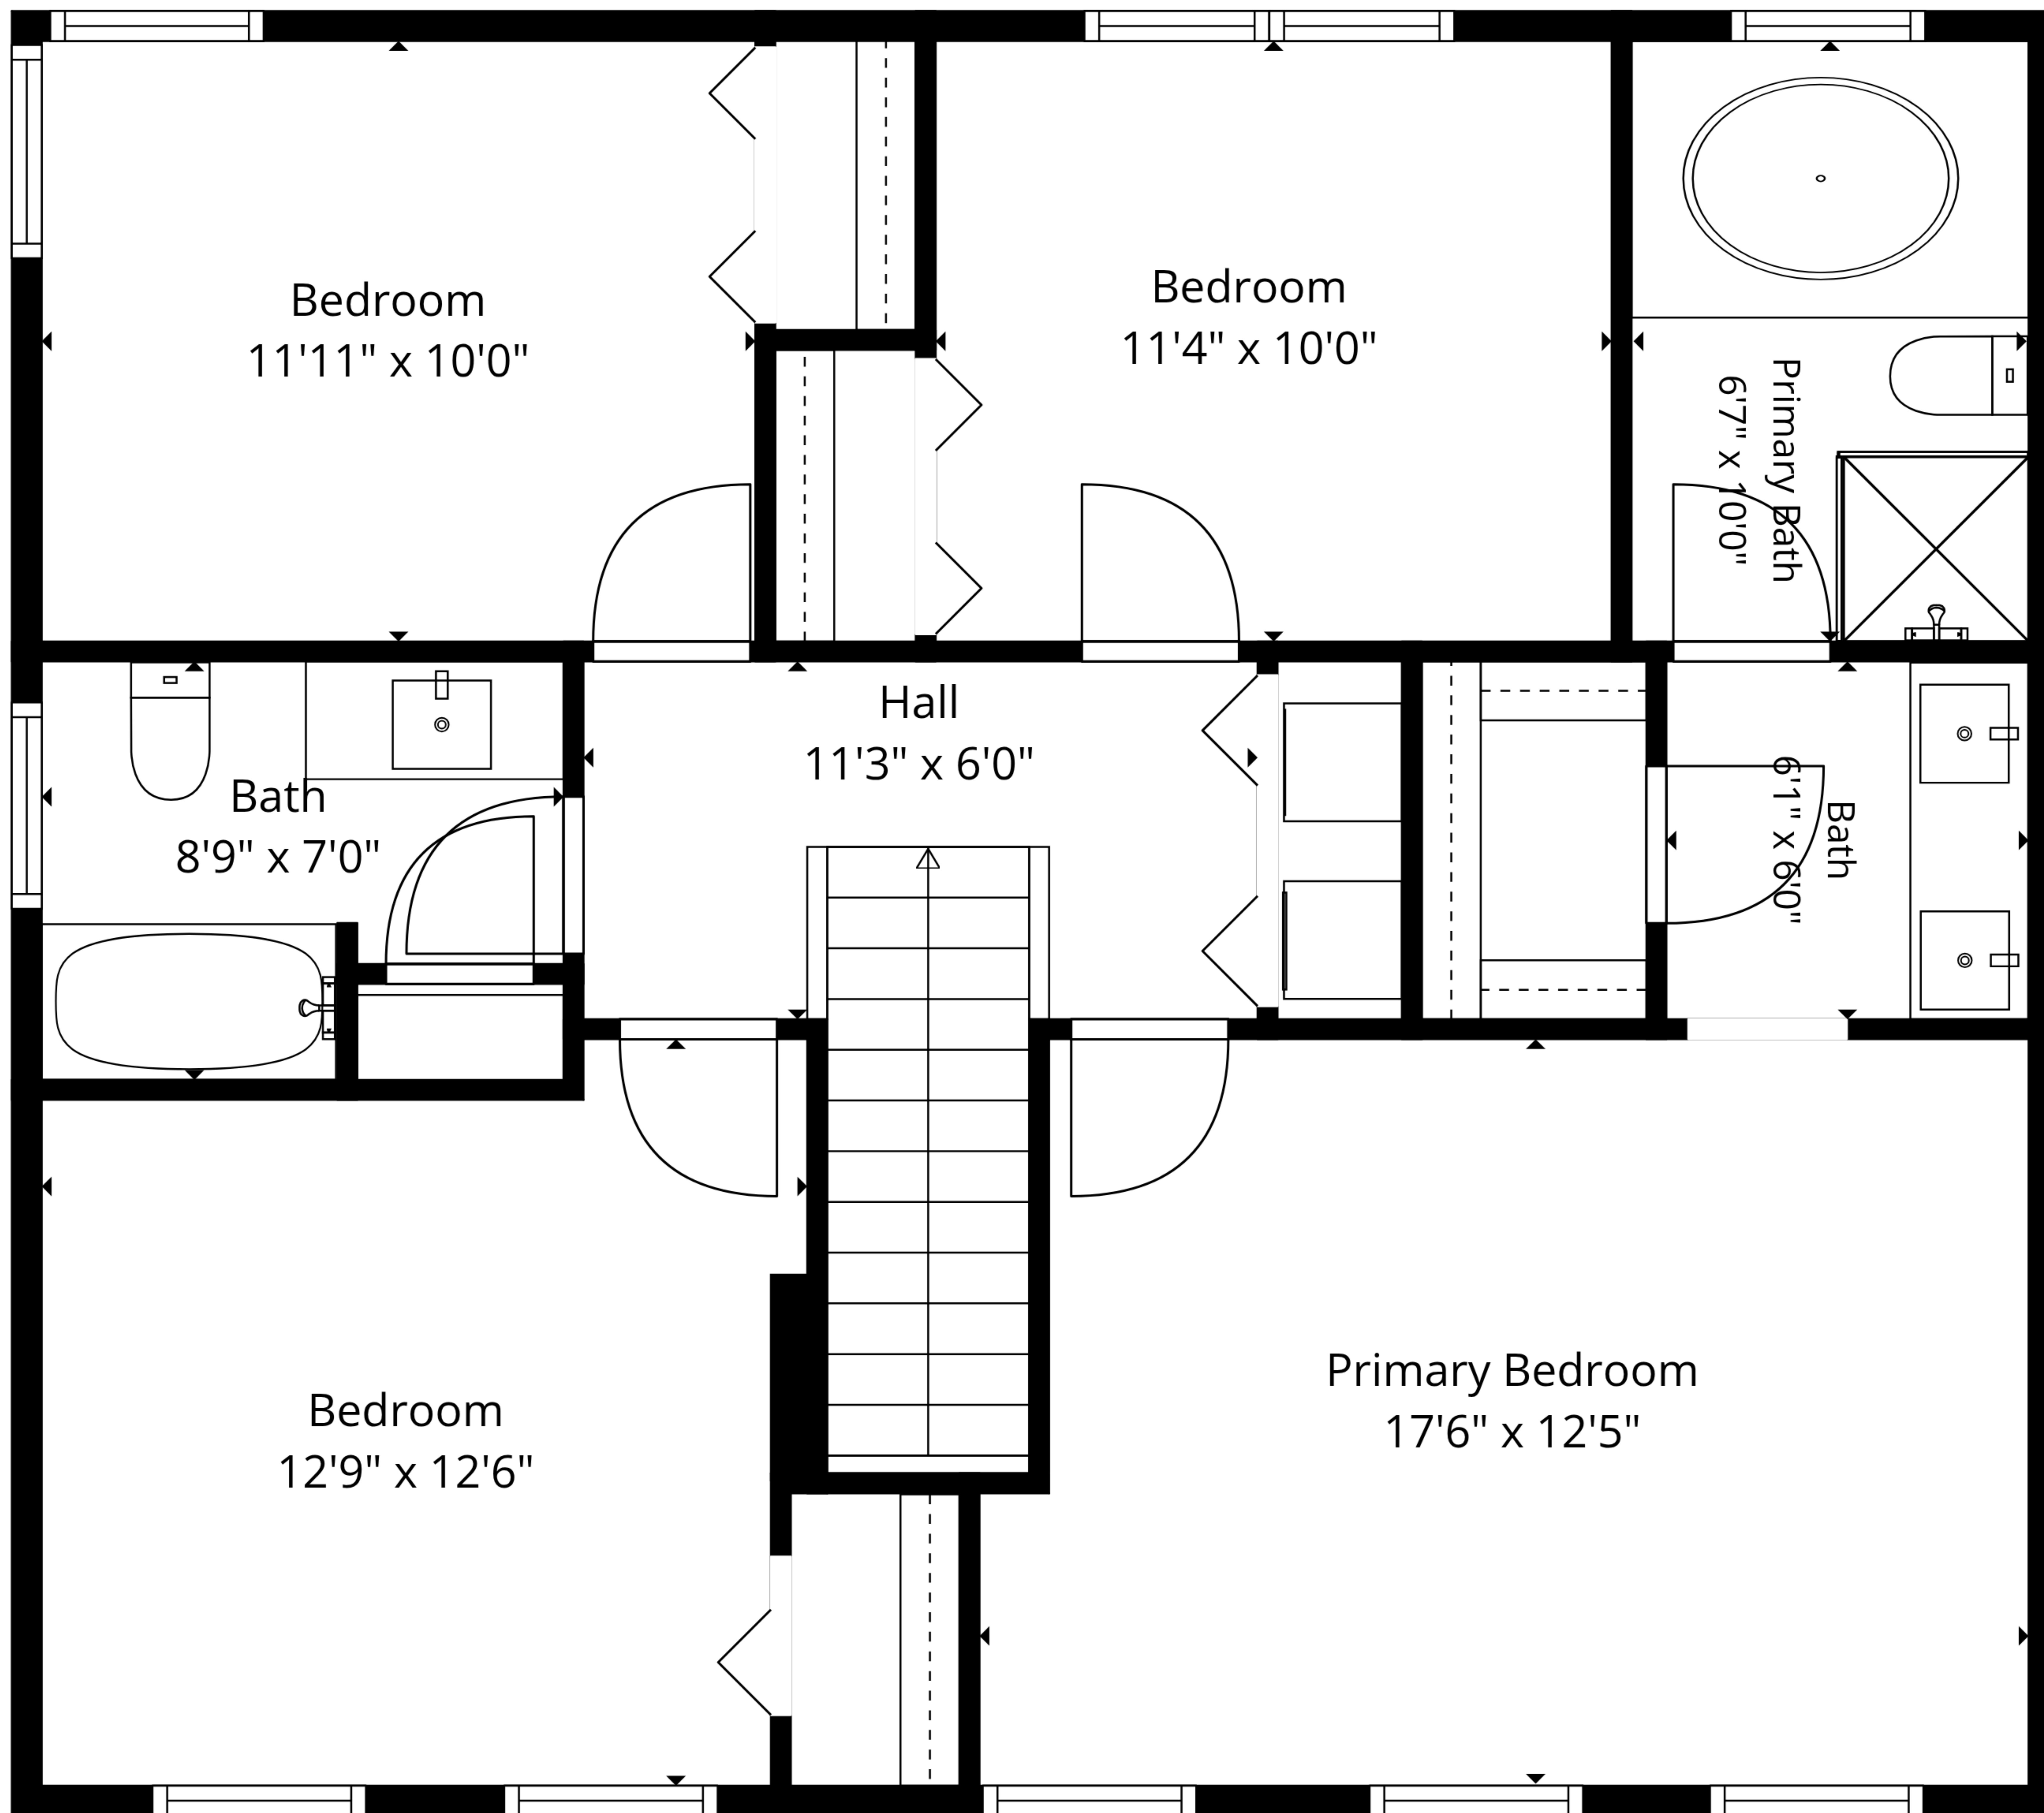 Bedroom
11'11" x 10'0"
Bedroom
11'4" x 10'0"
Primary Bath
6'7" x 10'0"
Hall
11'3" x 6'0"
Bath
8'9" x 7'0"
Bath
6'1" x 6'0"
Primary Bedroom
17'6" x 12'5"
Bedroom
12'9" x 12'6"